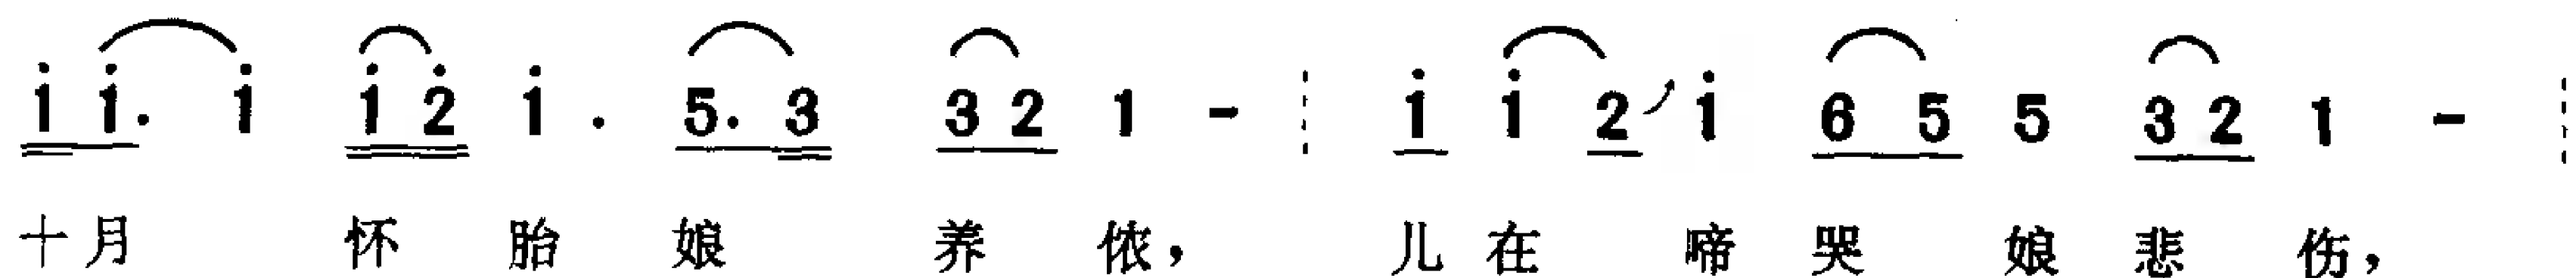 i i. i i 2̇ i . 5. 3 3 2 1 - ┊ i i 2 i 6 5 5 3 2 1 - ┊
十月 怀 胎 娘 养 侬， 儿 在 啼 哭 娘 悲 伤，